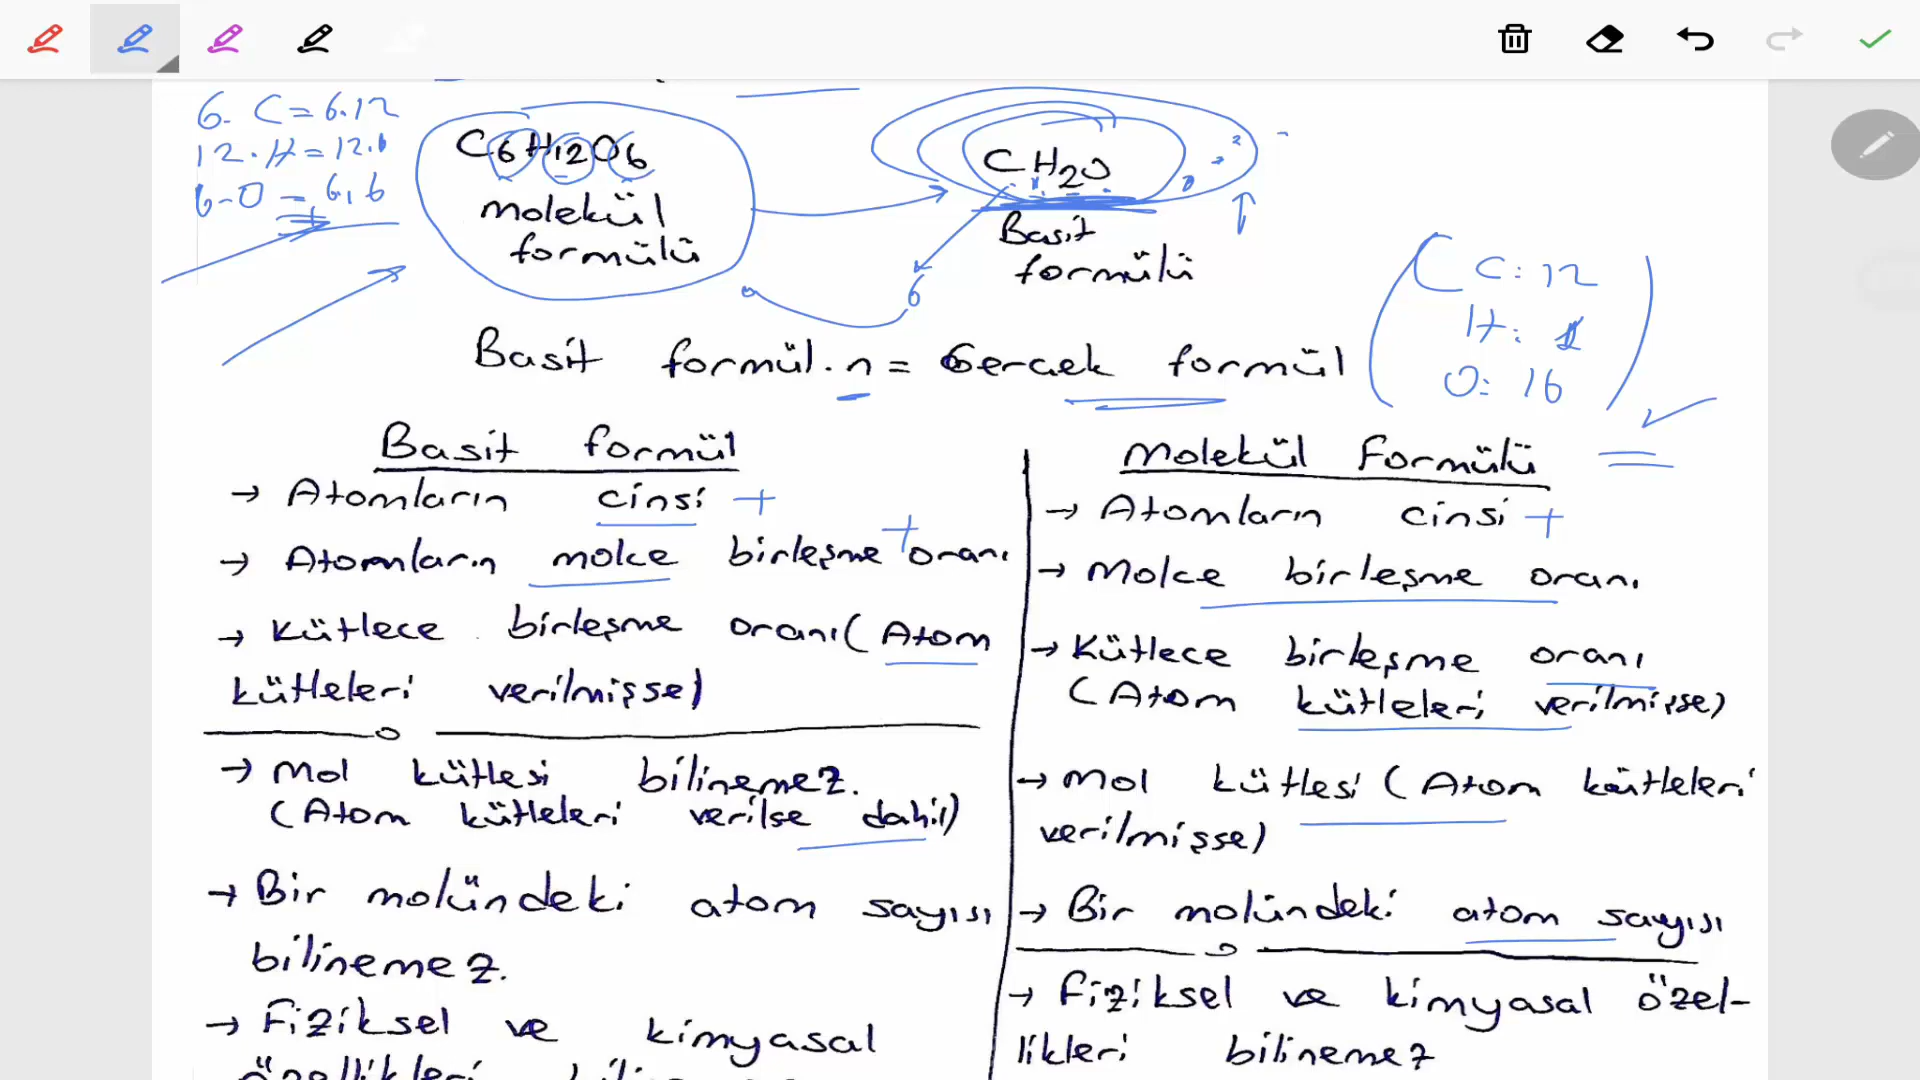 6. C = 6.12
12. H = 12.1
6-0 = 6.16
C6H12O6
molekül
formülü
CH2O
Basit
formülü
6
C: 12
H: 1
O: 16
Basit formül. n = Gercek formül
Basit formül
→ Atomların cinsi +
→ Atomların molce birleşme oranı +
→ Kütlece birleşme oranı (Atom
kütleleri verilmişse)
→ Mol kütlesi bilinemez.
(Atom kütleleri verilse dahil)
→ Bir molündeki atom sayısı
bilinemez.
→ Fiziksel ve kimyasal
Molekül Formülü
→ Atomların cinsi +
→ Molce birleşme oranı
→ Kütlece birleşme oranı
(Atom kütleleri verilmişse)
→ Mol kütlesi (Atom kütleleri
verilmişse)
→ Bir molündeki atom sayısı
→ Fiziksel ve kimyasal özel-
likleri bilinemez